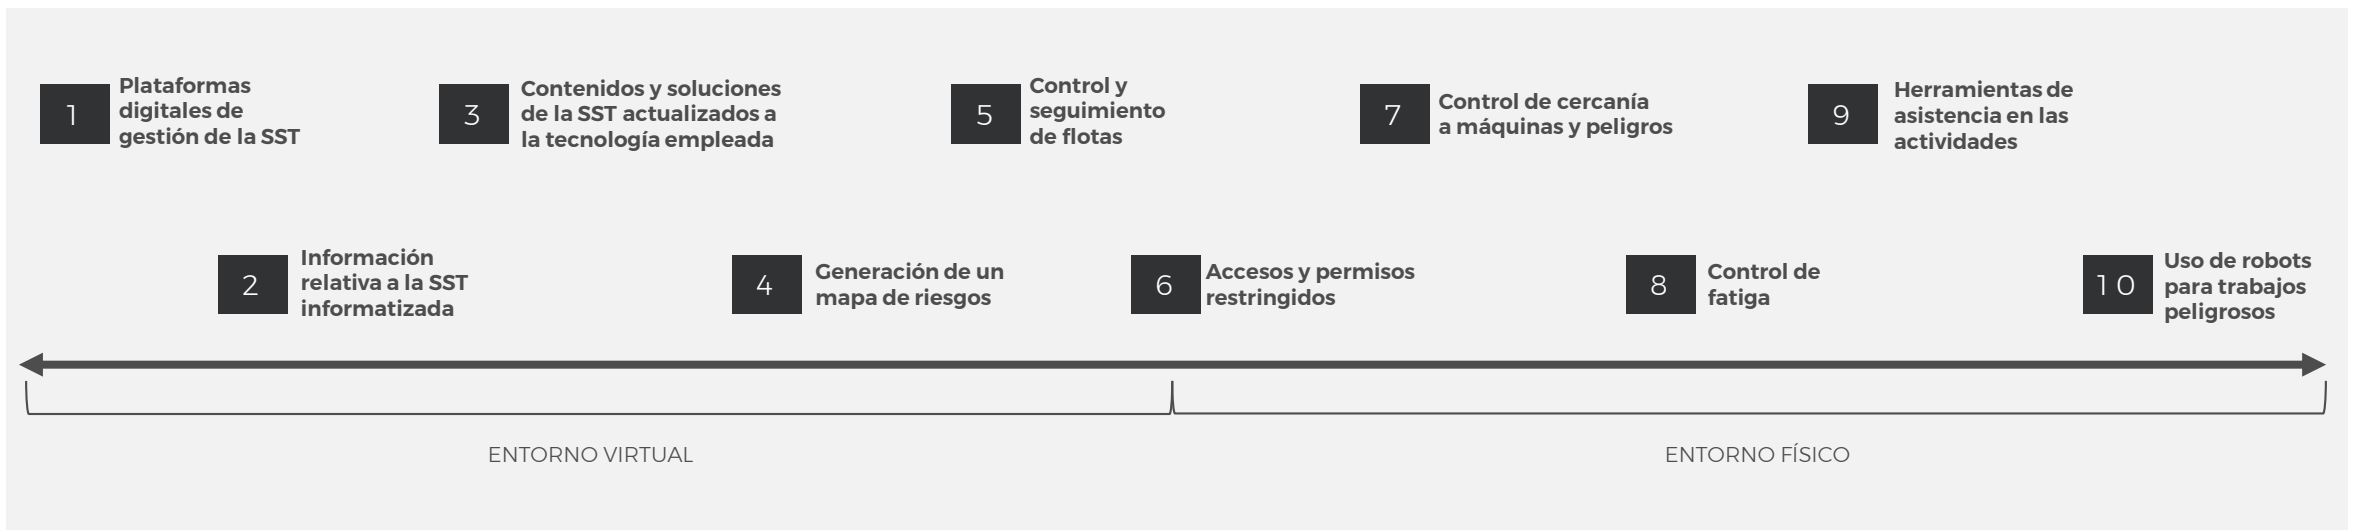 1
Plataformas
digitales de
gestión de la SST
2
Información
relativa a la SST
informatizada
3
Contenidos y soluciones
de la SST actualizados a
la tecnología empleada
4
Generación de un
mapa de riesgos
5
Control y
seguimiento
de flotas
6
Accesos y permisos
restringidos
7
Control de cercanía
a máquinas y peligros
8
Control de
fatiga
9
Herramientas de
asistencia en las
actividades
10
Uso de robots
para trabajos
peligrosos
ENTORNO VIRTUAL
ENTORNO FÍSICO